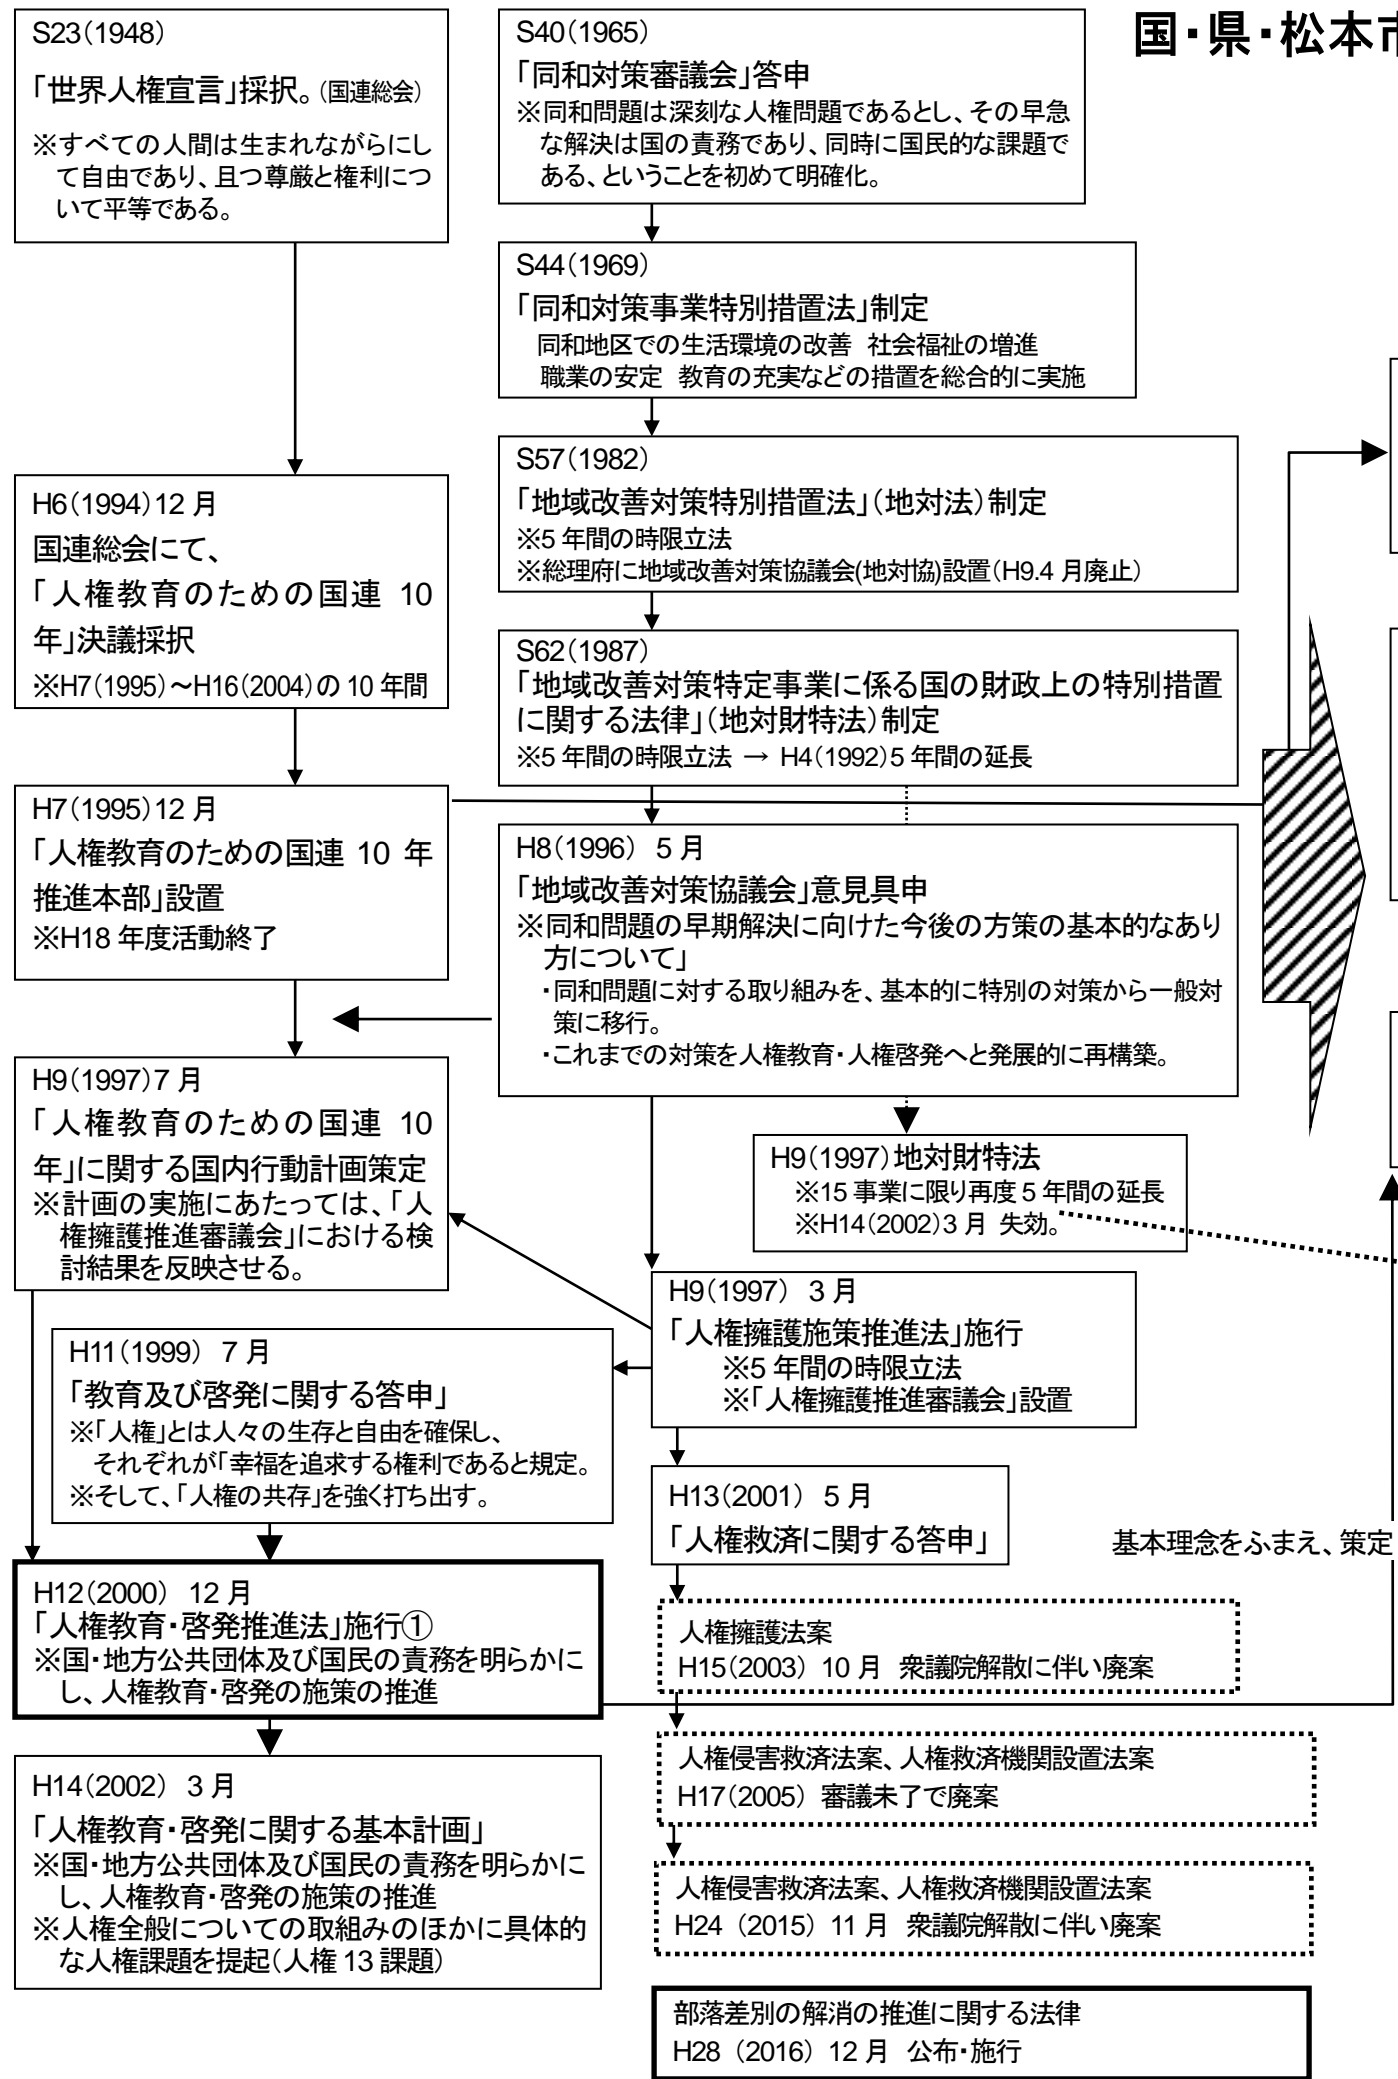 国・県・松本
S23(1948)
「世界人権宣言」採択。(国連総会)
※すべての人間は生まれながらにし
て自由であり、且つ尊厳と権利につ
いて平等である。
H6(1994)12 月
国連総会にて、
「人権教育のための国連 10
年」決議採択
※H7(1995)～H16(2004)の 10 年間
H7(1995)12 月
「人権教育のための国連 10 年
推進本部」設置
※H18 年度活動終了
H9(1997)7 月
「人権教育のための国連 10
年」に関する国内行動計画策定
※計画の実施にあたっては、「人
権擁護推進審議会」における検
討結果を反映させる。
H11(1999) 7 月
「教育及び啓発に関する答申」
※「人権」とは人々の生存と自由を確保し、
それぞれが「幸福を追求する権利であると規定。
※そして、「人権の共存」を強く打ち出す。
H12(2000) 12 月
「人権教育・啓発推進法」施行①
※国・地方公共団体及び国民の責務を明らかに
し、人権教育・啓発の施策の推進
H14(2002) 3 月
「人権教育・啓発に関する基本計画」
※国・地方公共団体及び国民の責務を明らかに
し、人権教育・啓発の施策の推進
※人権全般についての取組みのほかに具体的
な人権課題を提起(人権 13 課題)
S40(1965)
「同和対策審議会」答申
※同和問題は深刻な人権問題であるとし、その早急
な解決は国の責務であり、同時に国民的な課題で
ある、ということを初めて明確化。
S44(1969)
「同和対策事業特別措置法」制定
同和地区での生活環境の改善 社会福祉の増進
職業の安定 教育の充実などの措置を総合的に実施
S57(1982)
「地域改善対策特別措置法」(地対法)制定
※5 年間の時限立法
※総理府に地域改善対策協議会(地対協)設置(H9.4 月廃止)
S62(1987)
「地域改善対策特定事業に係る国の財政上の特別措置
に関する法律」(地対財特法)制定
※5 年間の時限立法 → H4(1992)5 年間の延長
H8(1996) 5 月
「地域改善対策協議会」意見具申
※同和問題の早期解決に向けた今後の方策の基本的なあり
方について」
・同和問題に対する取り組みを、基本的に特別の対策から一般対
策に移行。
・これまでの対策を人権教育・人権啓発へと発展的に再構築。
H9(1997)地対財特法
※15 事業に限り再度 5 年間の延長
※H14(2002)3 月 失効。
H9(1997) 3 月
「人権擁護施策推進法」施行
※5 年間の時限立法
※「人権擁護推進審議会」設置
H13(2001) 5 月
「人権救済に関する答申」
基本理念をふまえ、策定
人権擁護法案
H15(2003) 10 月 衆議院解散に伴い廃案
人権侵害救済法案、人権救済機関設置法案
H17(2005) 審議未了で廃案
人権侵害救済法案、人権救済機関設置法案
H24 (2015) 11 月 衆議院解散に伴い廃案
部落差別の解消の推進に関する法律
H28 (2016) 12 月 公布・施行